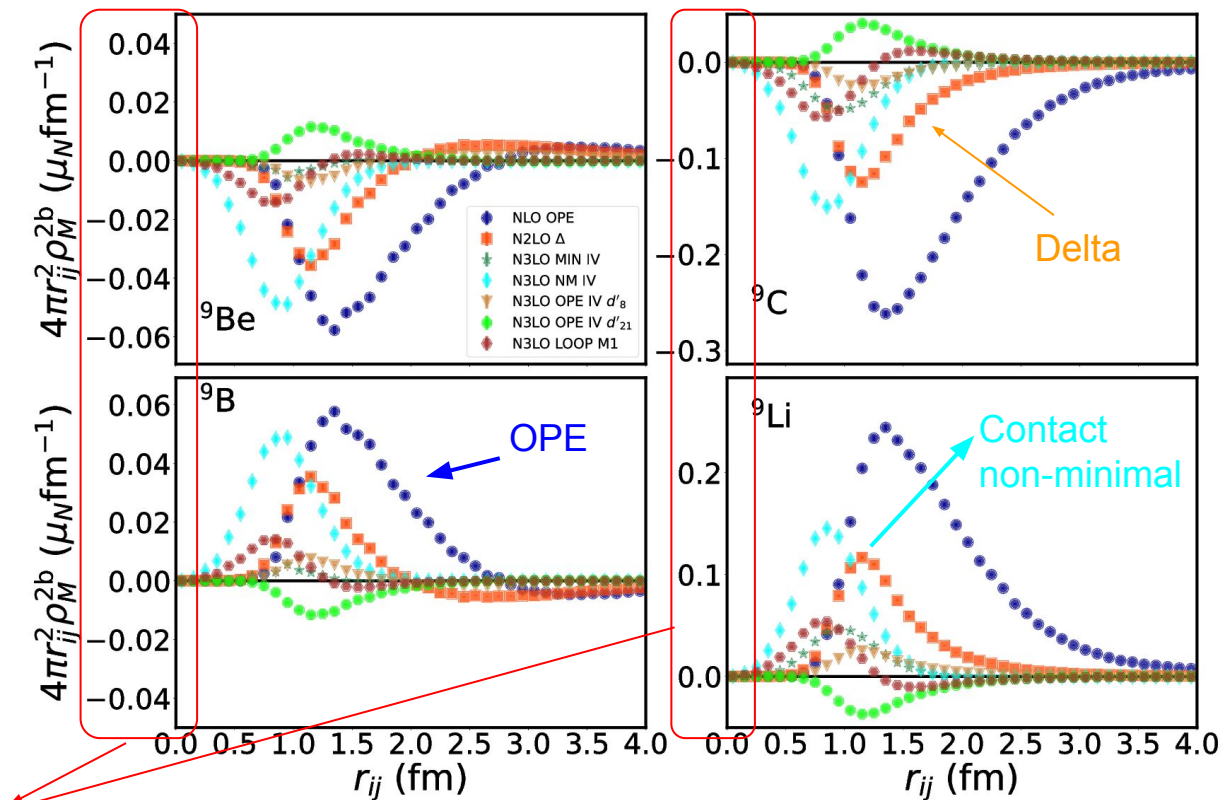 4πr²ᵢⱼρ²ᵇ_M (μ_N fm⁻¹)
0.04
0.02
0.00
−0.02
−0.04
−0.06
⁹Be
NLO OPE
N2LO Δ
N3LO MIN IV
N3LO NM IV
N3LO OPE IV d′₈
N3LO OPE IV d′₂₁
N3LO LOOP M1
0.0
−0.1
−0.2
−0.3
⁹C
Delta
4πr²ᵢⱼρ²ᵇ_M (μ_N fm⁻¹)
0.06
0.04
0.02
0.00
−0.02
−0.04
⁹B
OPE
0.0 0.5 1.0 1.5 2.0 2.5 3.0 3.5 4.0
rᵢⱼ (fm)
0.2
0.1
0.0
⁹Li
Contact
non-minimal
0.0 0.5 1.0 1.5 2.0 2.5 3.0 3.5 4.0
rᵢⱼ (fm)